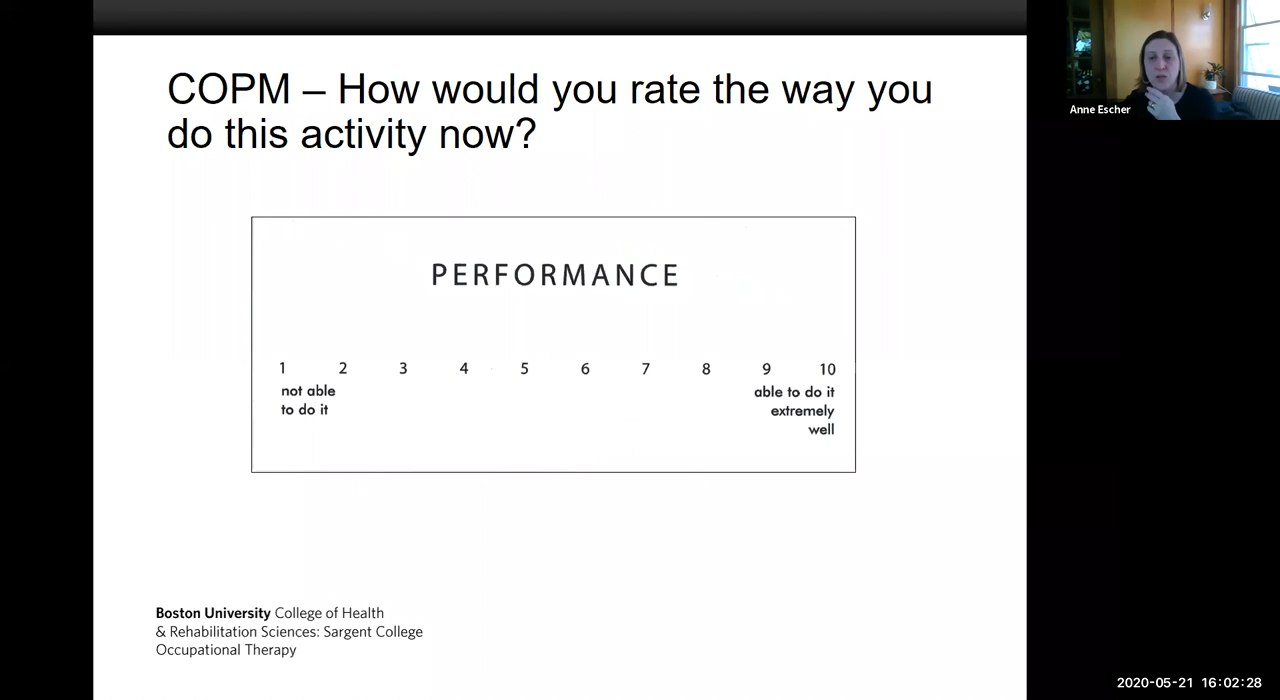 COPM – How would you rate the way you
do this activity now?
PERFORMANCE
1 2 3 4 5 6 7 8 9 10
not able
to do it
able to do it
extremely
well
Boston University College of Health
& Rehabilitation Sciences: Sargent College
Occupational Therapy
Anne Escher
2020-05-21 16:02:28